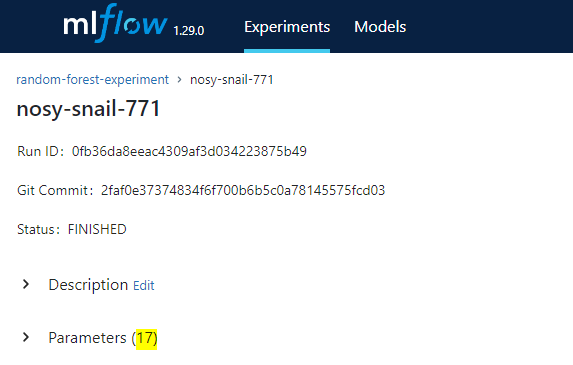 mlflow 1.29.0 Experiments Models
random-forest-experiment > nosy-snail-771
nosy-snail-771
Run ID: 0fb36da8eeac4309af3d034223875b49
Git Commit: 2faf0e37374834f6f700b6b5c0a78145575fcd03
Status: FINISHED
Description Edit
Parameters (17)